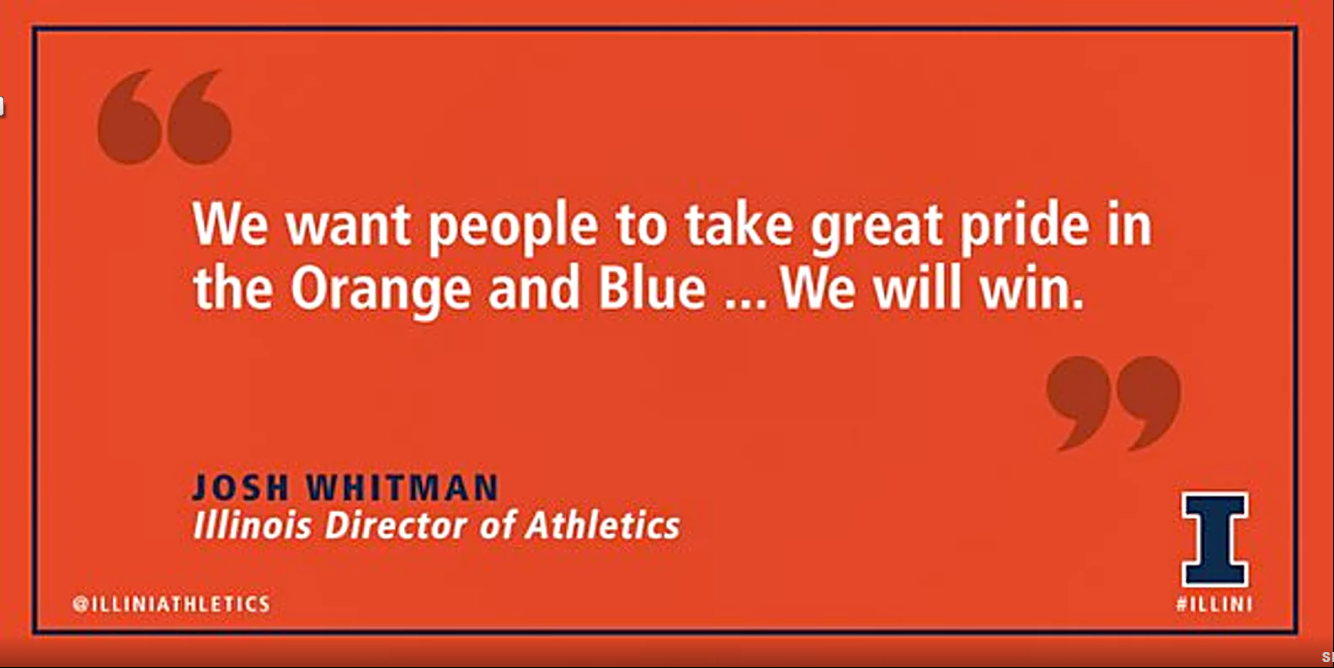 We want people to take great pride in
the Orange and Blue ... We will win.
JOSH WHITMAN
Illinois Director of Athletics
@ILLINIATHLETICS
I
#ILLINI